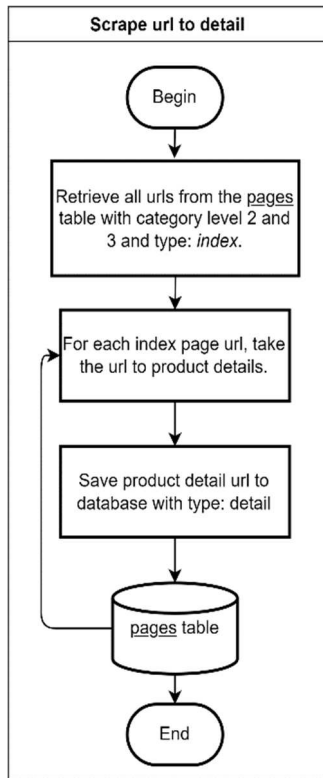 Scrape url to detail
Begin
Retrieve all urls from the pages
table with category level 2 and
3 and type: index.
For each index page url, take
the url to product details.
Save product detail url to
database with type: detail
pages table
End